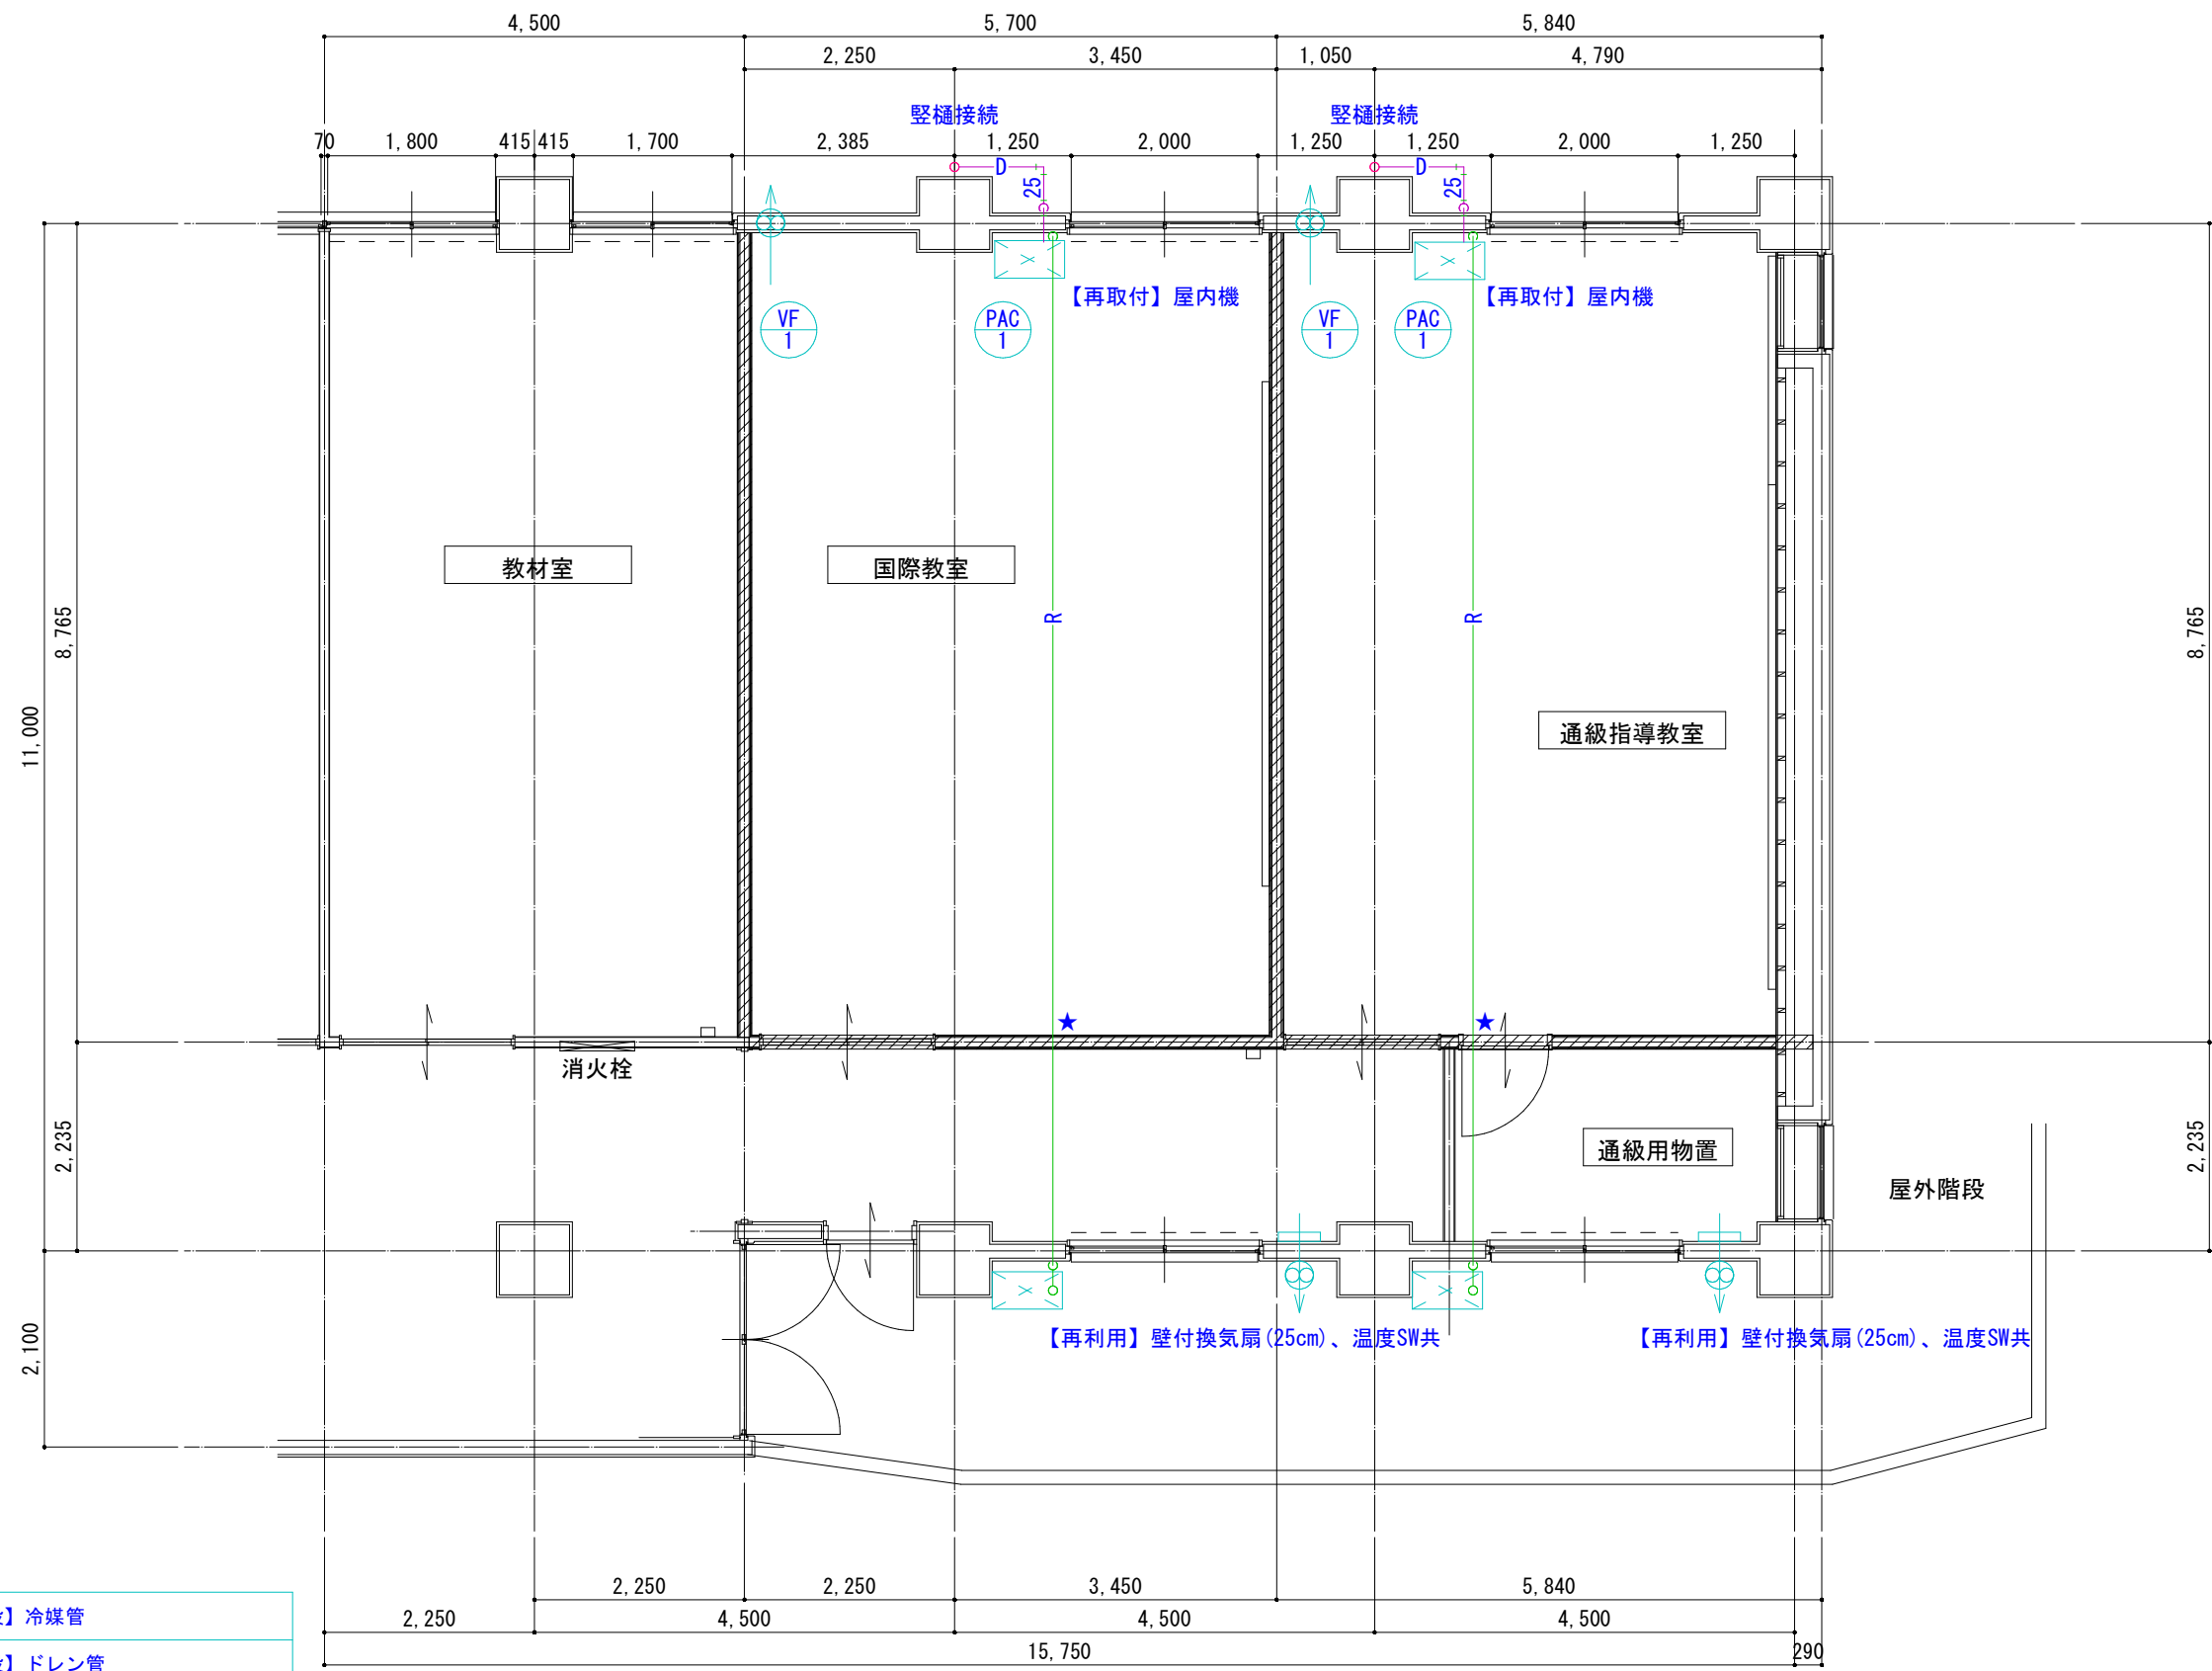 4,500 5,700 5,840
2,250 3,450 1,050 4,790
竪樋接続 竪樋接続
70 1,800 415 415 1,700 2,385 1,250 2,000 1,250 1,250 2,000 1,250
D D
25 25
【再取付】屋内機 【再取付】屋内機
VF 1 PAC 1 VF 1 PAC 1
教材室 国際教室
R R
8,765 8,765
11,000
通級指導教室
★ ★
消火栓
2,235 2,235
通級用物置
屋外階段
【再利用】壁付換気扇(25cm)、温度SW共 【再利用】壁付換気扇(25cm)、温度SW共
2,100
2,250 2,250 3,450 5,840
】冷媒管
2,250 4,500 4,500 4,500
】ドレン管
15,750 290